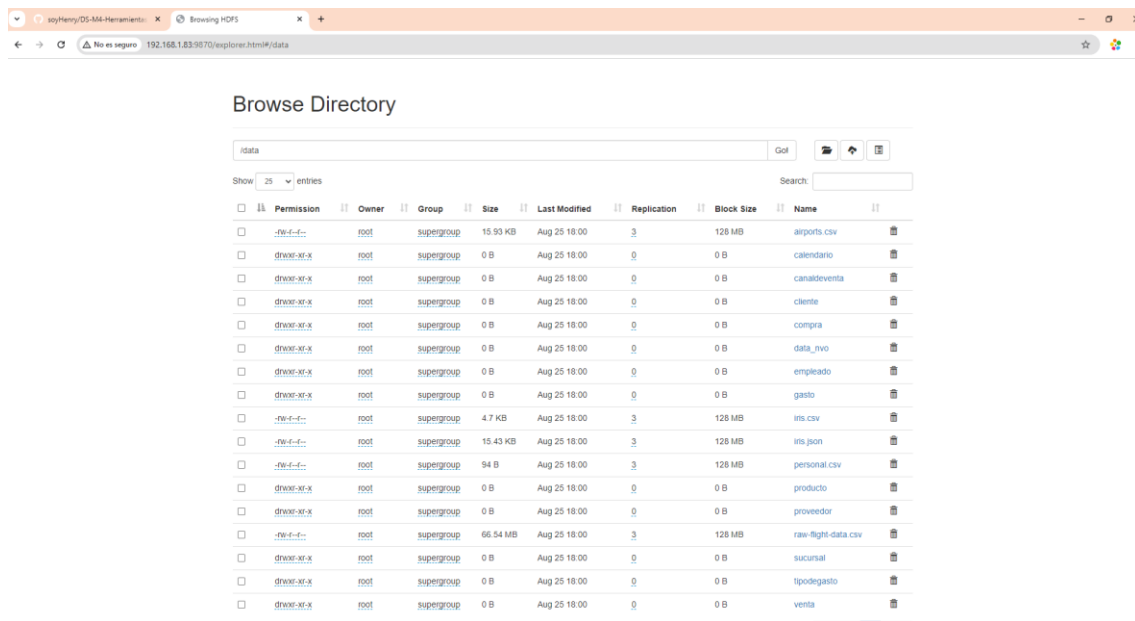 soyHenry/DS-M4-Herramientas
Browsing HDFS
No es seguro 192.168.1.83:9870/explorer.html#/data
Browse Directory
/data Go!
Show 25 entries Search:
Permission Owner Group Size Last Modified Replication Block Size Name
-rw-r--r-- root supergroup 15.93 KB Aug 25 18:00 3 128 MB airports.csv
drwxr-xr-x root supergroup 0 B Aug 25 18:00 0 0 B calendario
drwxr-xr-x root supergroup 0 B Aug 25 18:00 0 0 B canaldeventa
drwxr-xr-x root supergroup 0 B Aug 25 18:00 0 0 B cliente
drwxr-xr-x root supergroup 0 B Aug 25 18:00 0 0 B compra
drwxr-xr-x root supergroup 0 B Aug 25 18:00 0 0 B data_nvo
drwxr-xr-x root supergroup 0 B Aug 25 18:00 0 0 B empleado
drwxr-xr-x root supergroup 0 B Aug 25 18:00 0 0 B gasto
-rw-r--r-- root supergroup 4.7 KB Aug 25 18:00 3 128 MB iris.csv
-rw-r--r-- root supergroup 15.43 KB Aug 25 18:00 3 128 MB iris.json
-rw-r--r-- root supergroup 94 B Aug 25 18:00 3 128 MB personal.csv
drwxr-xr-x root supergroup 0 B Aug 25 18:00 0 0 B producto
drwxr-xr-x root supergroup 0 B Aug 25 18:00 0 0 B proveedor
-rw-r--r-- root supergroup 66.54 MB Aug 25 18:00 3 128 MB raw-flight-data.csv
drwxr-xr-x root supergroup 0 B Aug 25 18:00 0 0 B sucursal
drwxr-xr-x root supergroup 0 B Aug 25 18:00 0 0 B tipodegasto
drwxr-xr-x root supergroup 0 B Aug 25 18:00 0 0 B venta